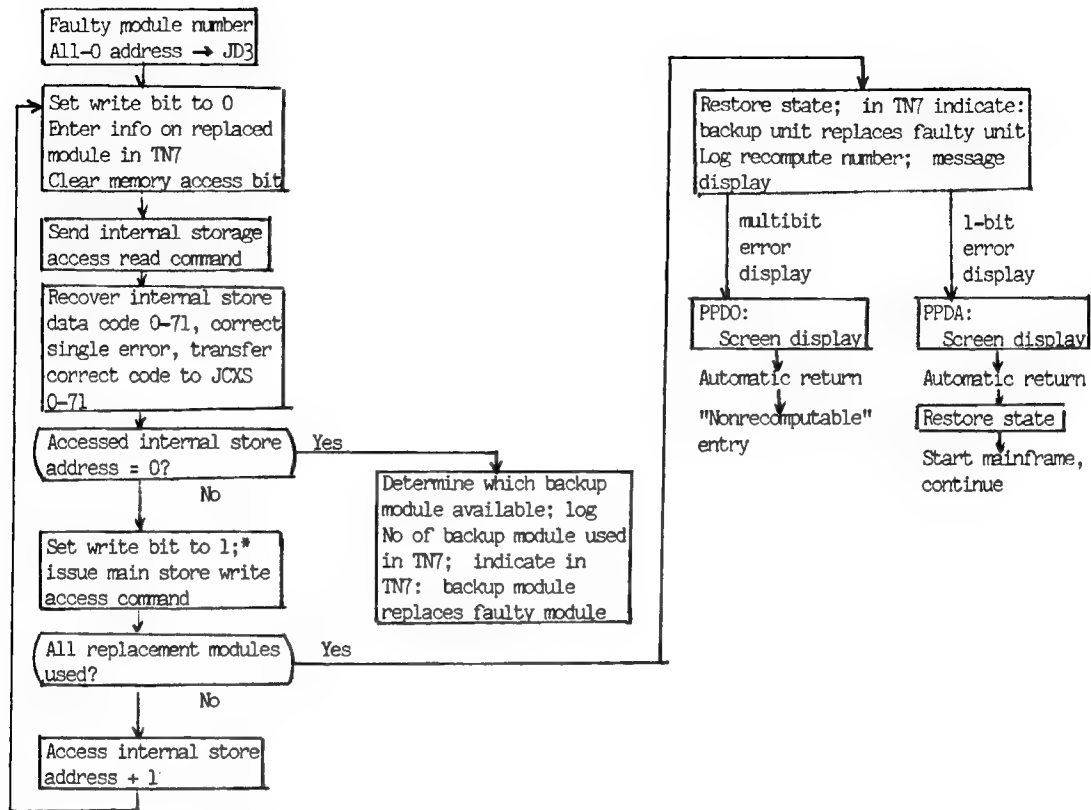 Faulty module number
All-0 address → JD3
Set write bit to 0
Enter info on replaced
module in TN7
Clear memory access bit
Send internal storage
access read command
Recover internal store
data code 0-71, correct
single error, transfer
correct code to JCXS
0-71
Accessed internal store
address = 0?
Yes
No
Determine which backup
module available; log
No of backup module used
in TN7; indicate in
TN7: backup module
replaces faulty module
Set write bit to 1;*
issue main store write
access command
All replacement modules
used?
Yes
No
Access internal store
address + 1
Restore state; in TN7 indicate:
backup unit replaces faulty unit
Log recompute number; message
display
multibit
error
display
1-bit
error
display
PPDO:
Screen display
Automatic return
"Nonrecomputable"
entry
PPDA:
Screen display
Automatic return
Restore state
Start mainframe,
continue